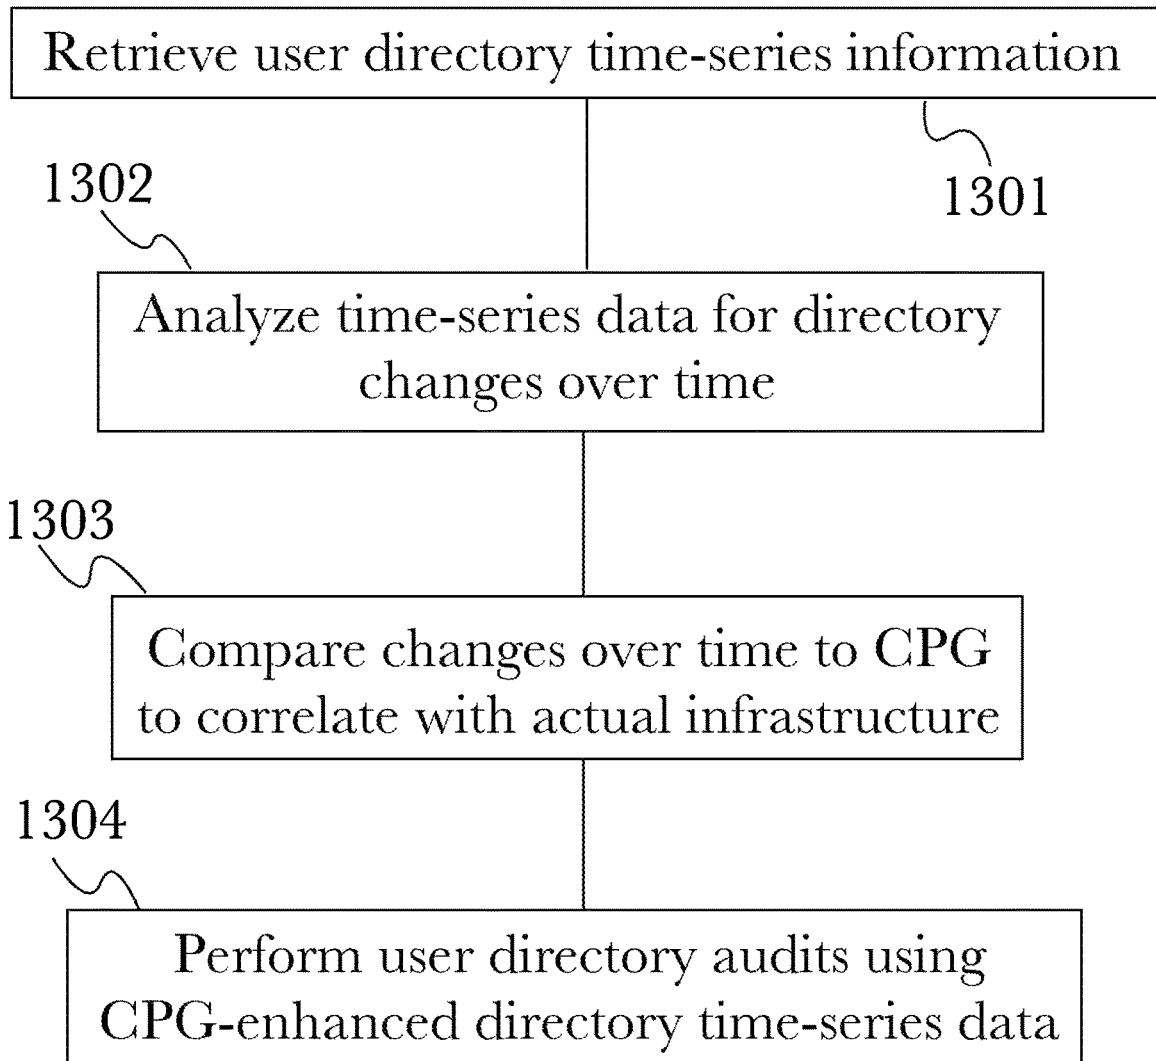 Retrieve user directory time-series information
1301
1302
Analyze time-series data for directory
changes over time
1303
Compare changes over time to CPG
to correlate with actual infrastructure
1304
Perform user directory audits using
CPG-enhanced directory time-series data